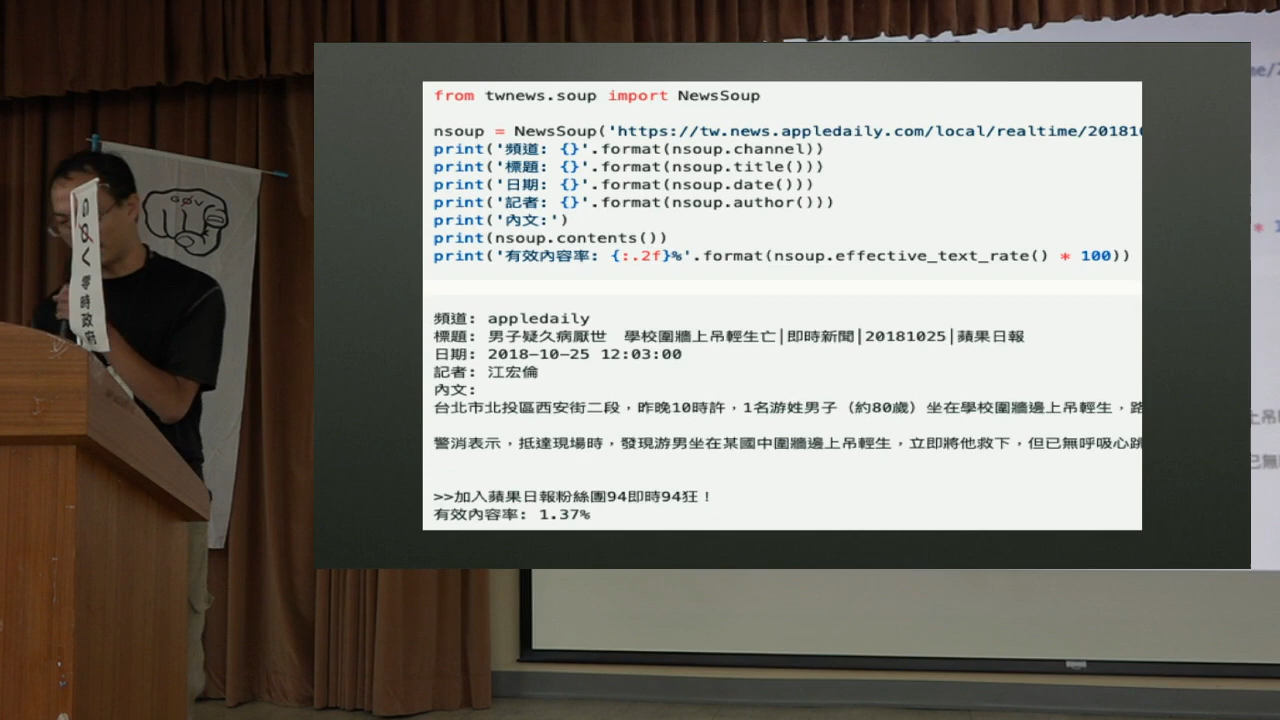 from twnews.soup import NewsSoup
nsoup = NewsSoup('https://tw.news.appledaily.com/local/realtime/20181
print('頻道: {}'.format(nsoup.channel))
print('標題: {}'.format(nsoup.title()))
print('日期: {}'.format(nsoup.date()))
print('記者: {}'.format(nsoup.author()))
print('內文:')
print(nsoup.contents())
print('有效內容率: {:.2f}%'.format(nsoup.effective_text_rate() * 100))
頻道: appledaily
標題: 男子疑久病厭世　學校圍牆上吊輕生亡|即時新聞|20181025|蘋果日報
日期: 2018-10-25 12:03:00
記者: 江宏倫
內文:
台北市北投區西安街二段，昨晚10時許，1名游姓男子（約80歲）坐在學校圍牆邊上吊輕生，路
警消表示，抵達現場時，發現游男坐在某國中圍牆邊上吊輕生，立即將他救下，但已無呼吸心跳
>>加入蘋果日報粉絲團94即時94狂！
有效內容率: 1.37%
GØV
零時政府